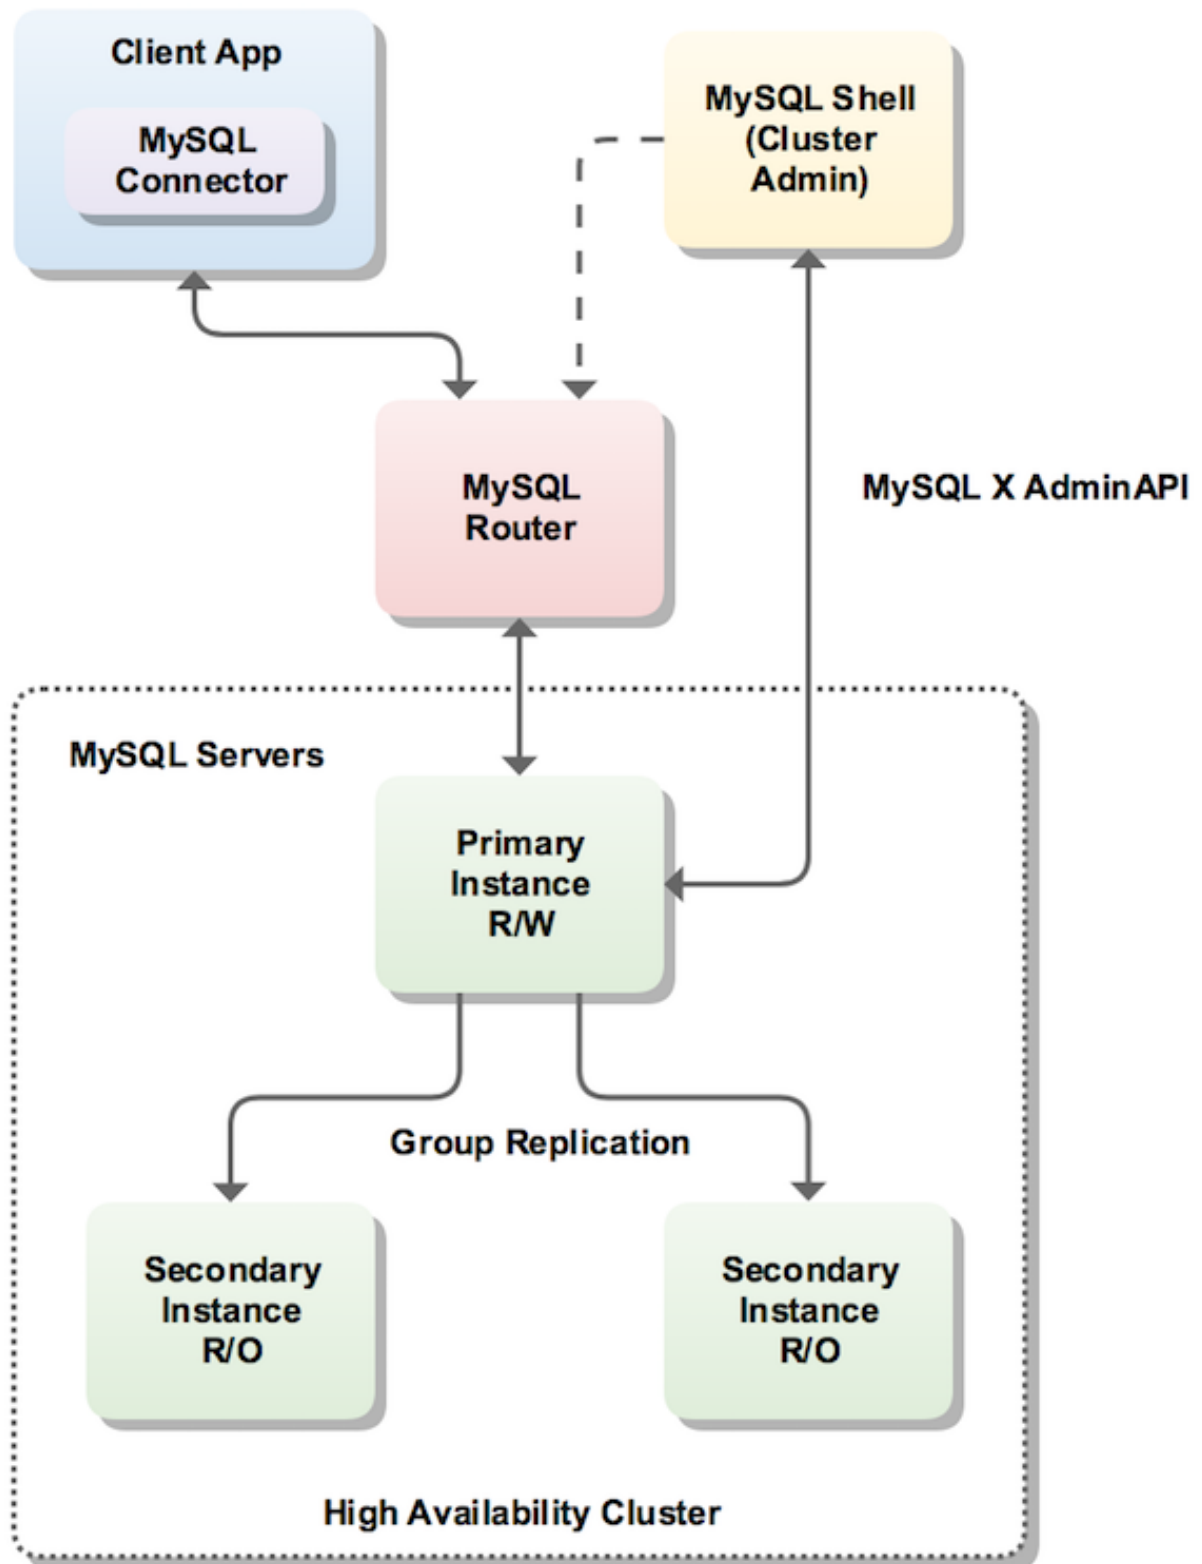 Client App
MySQL
Connector
MySQL Shell
(Cluster
Admin)
MySQL
Router
MySQL X AdminAPI
MySQL Servers
Primary
Instance
R/W
Group Replication
Secondary
Instance
R/O
Secondary
Instance
R/O
High Availability Cluster